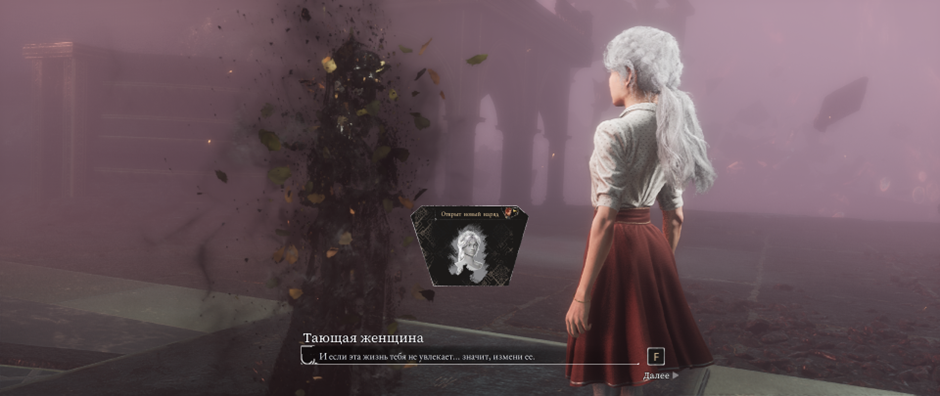 Открыт новый наряд
Тающая женщина
И если эта жизнь тебя не увлекает... значит, измени ее.
F
Далее